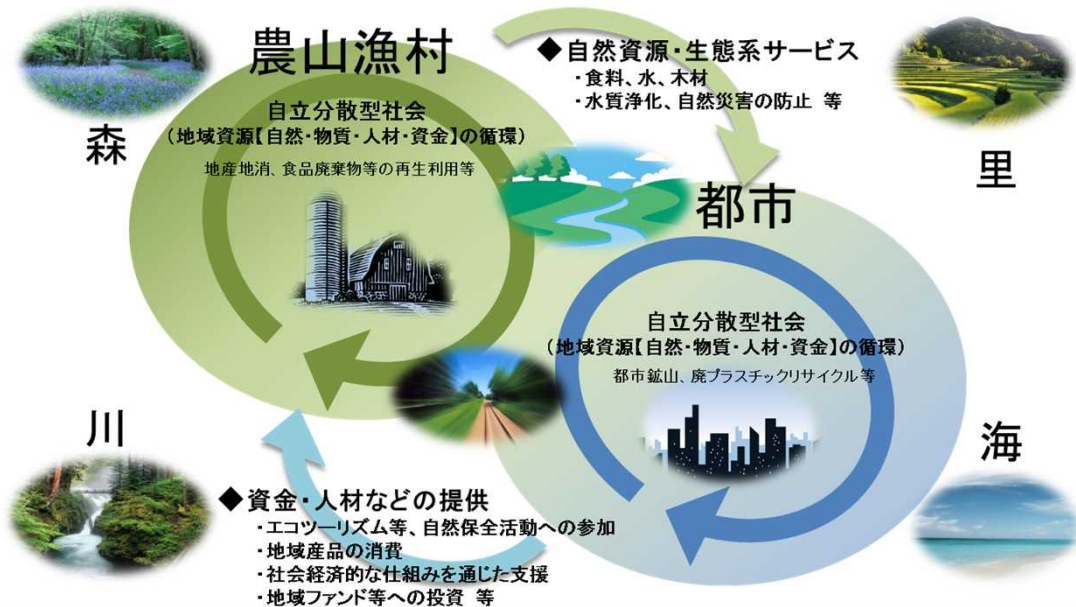 農山漁村
自立分散型社会
(地域資源【自然・物質・人材・資金】の循環)
地産地消、食品廃棄物等の再生利用等
森
◆自然資源・生態系サービス
・食料、水、木材
・水質浄化、自然災害の防止 等
里
都市
自立分散型社会
(地域資源【自然・物質・人材・資金】の循環)
都市鉱山、廃プラスチックリサイクル等
川
◆資金・人材などの提供
・エコツーリズム等、自然保全活動への参加
・地域産品の消費
・社会経済的な仕組みを通じた支援
・地域ファンド等への投資 等
海